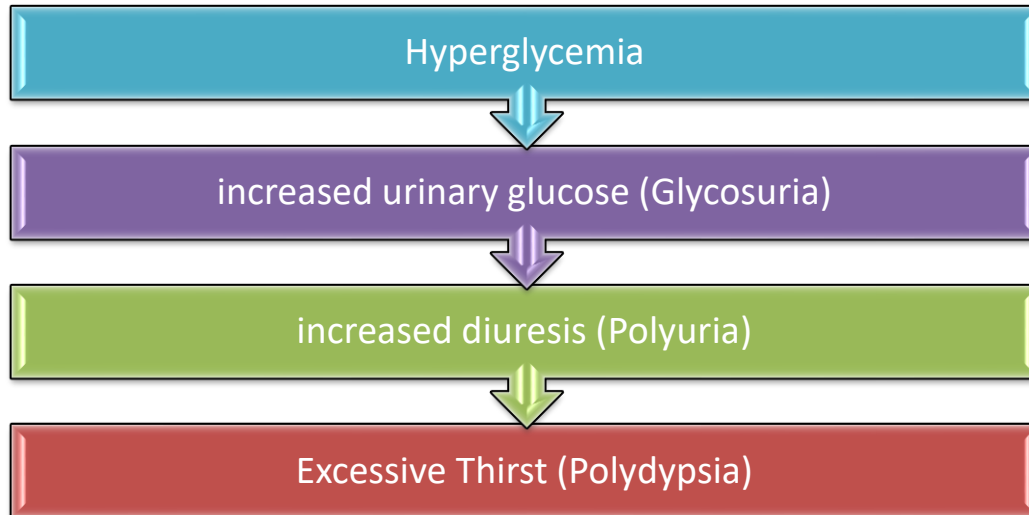 Hyperglycemia
increased urinary glucose (Glycosuria)
increased diuresis (Polyuria)
Excessive Thirst (Polydypsia)